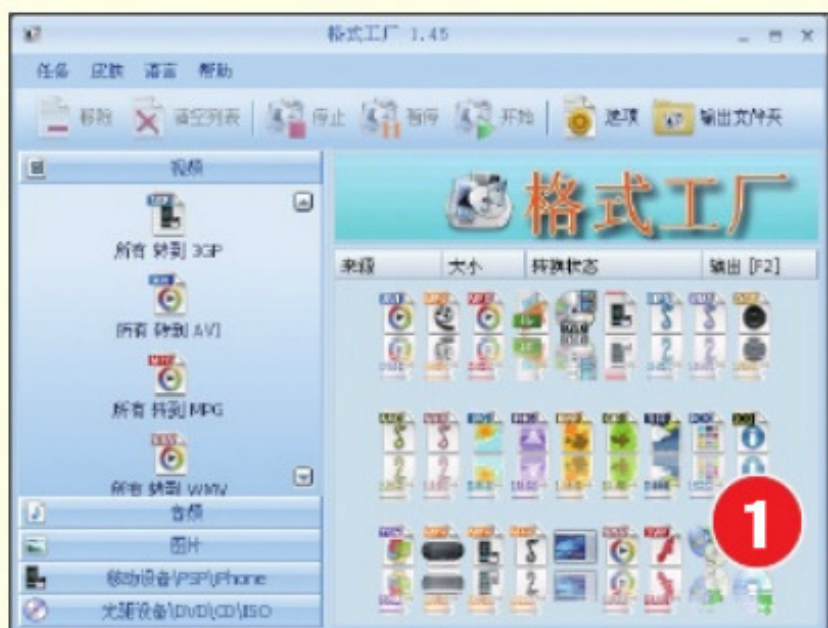 格式工厂 1.45
任务 皮肤 语言 帮助
移除 清空列表 停止 暂停 开始 选项 输出文件夹
视频
格式工厂
所有 转到 3GP
来源 大小 转换状态 输出 [F2]
所有 转到 AVI
所有 转到 MPG
所有 转到 WMV
音频
图片
移动设备\PSP\iPhone
光驱设备\DVD\CD\ISO
1